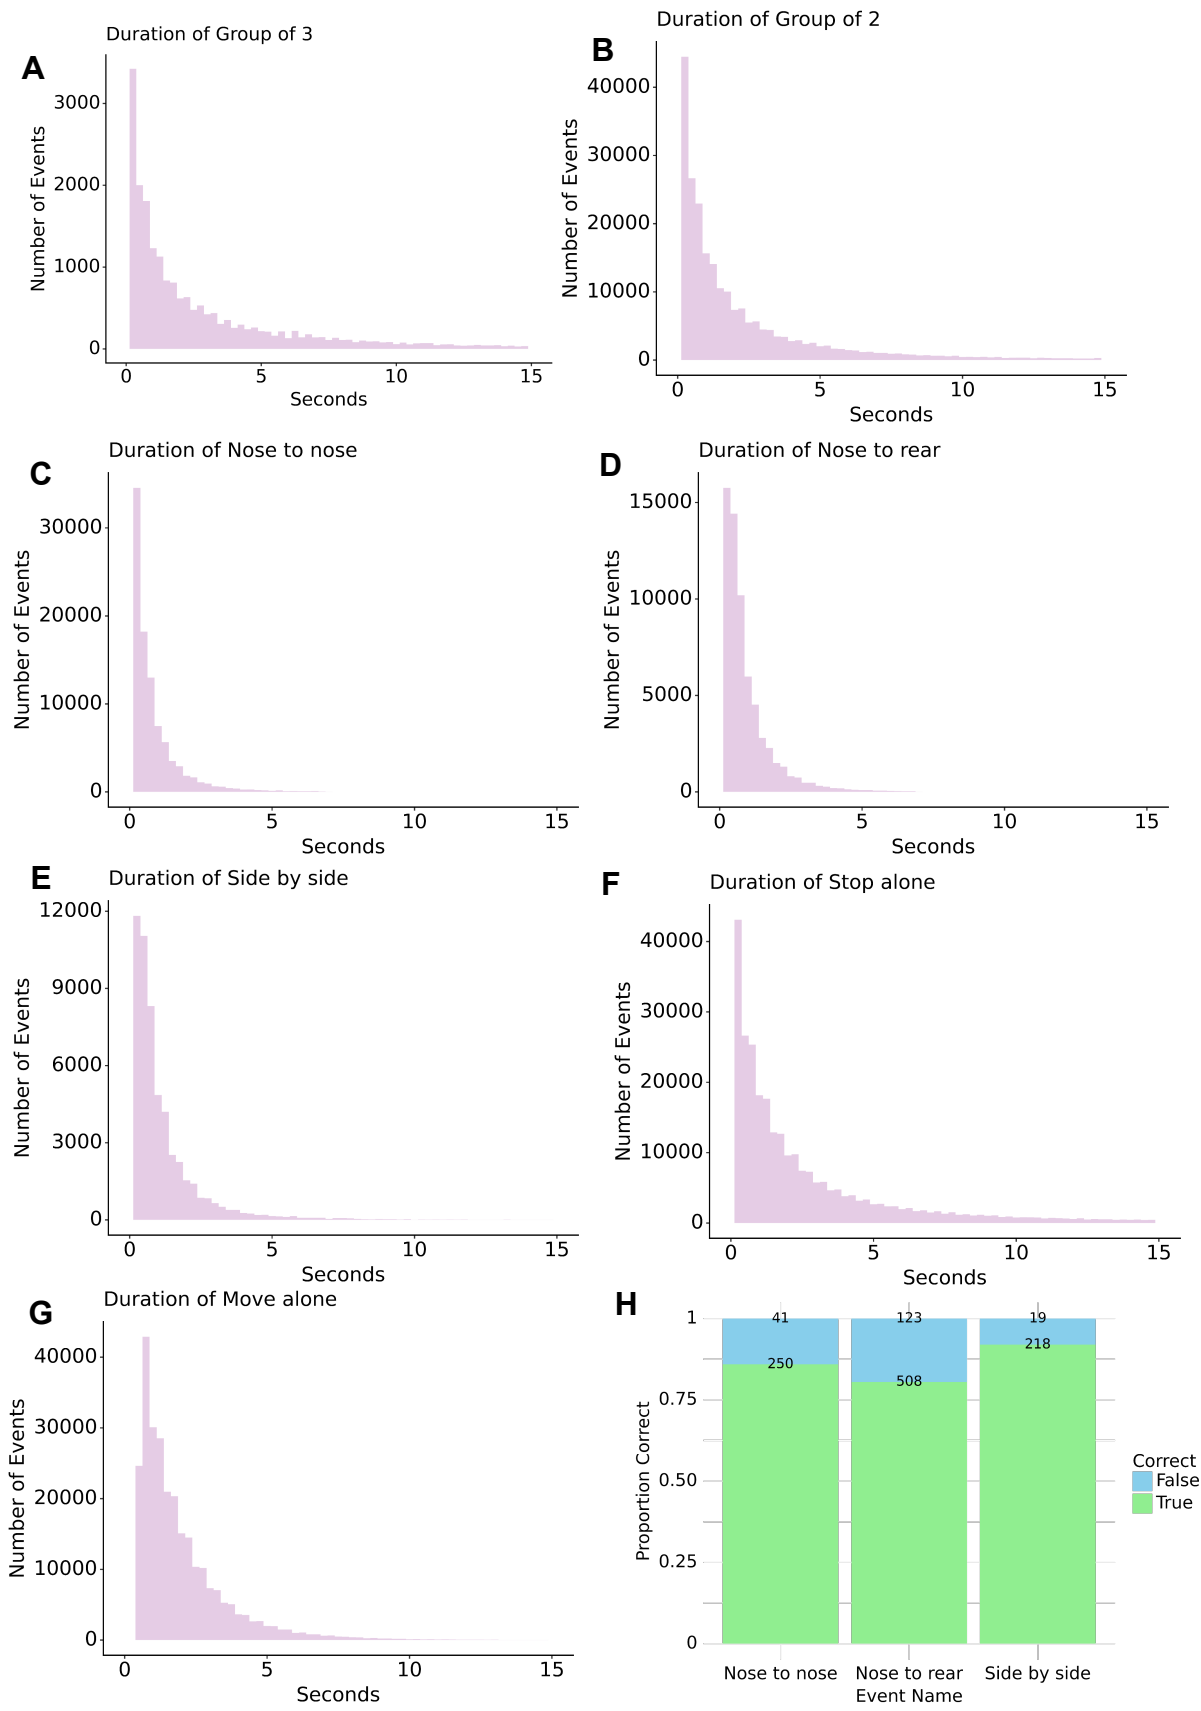 Duration of Group of 3
A
Number of Events
3000
2000
1000
0
0 5 10 15
Seconds
Duration of Group of 2
B
Number of Events
40000
30000
20000
10000
0
0 5 10 15
Seconds
Duration of Nose to nose
C
Number of Events
30000
20000
10000
0
0 5 10 15
Seconds
Duration of Nose to rear
D
Number of Events
15000
10000
5000
0
0 5 10 15
Seconds
Duration of Side by side
E
Number of Events
12000
9000
6000
3000
0
0 5 10 15
Seconds
Duration of Stop alone
F
Number of Events
40000
30000
20000
10000
0
0 5 10 15
Seconds
Duration of Move alone
G
Number of Events
40000
30000
20000
10000
0
0 5 10 15
Seconds
H
Proportion Correct
1
0.75
0.50
0.25
0
41 123 19
250 508 218
Nose to nose Nose to rear Side by side
Event Name
Correct
False
True